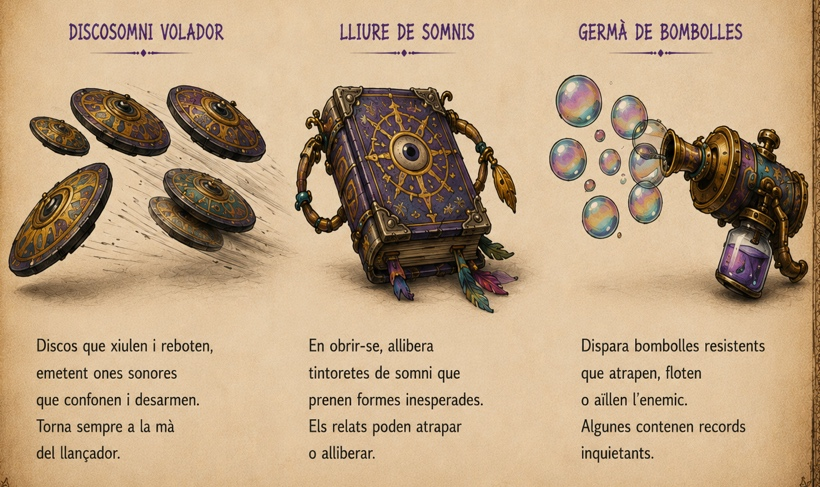 DISCOSOMNI VOLADOR
Discos que xiulen i reboten,
emetent ones sonores
que confonen i desarmen.
Torna sempre a la mà
del llançador.
LLIURE DE SOMNIS
En obrir-se, allibera
tintoretes de somni que
prenen formes inesperades.
Els relats poden atrapar
o alliberar.
GERMÀ DE BOMBOLLES
Dispara bombolles resistents
que atrapen, floten
o aïllen l'enemic.
Algunes contenen records
inquietants.